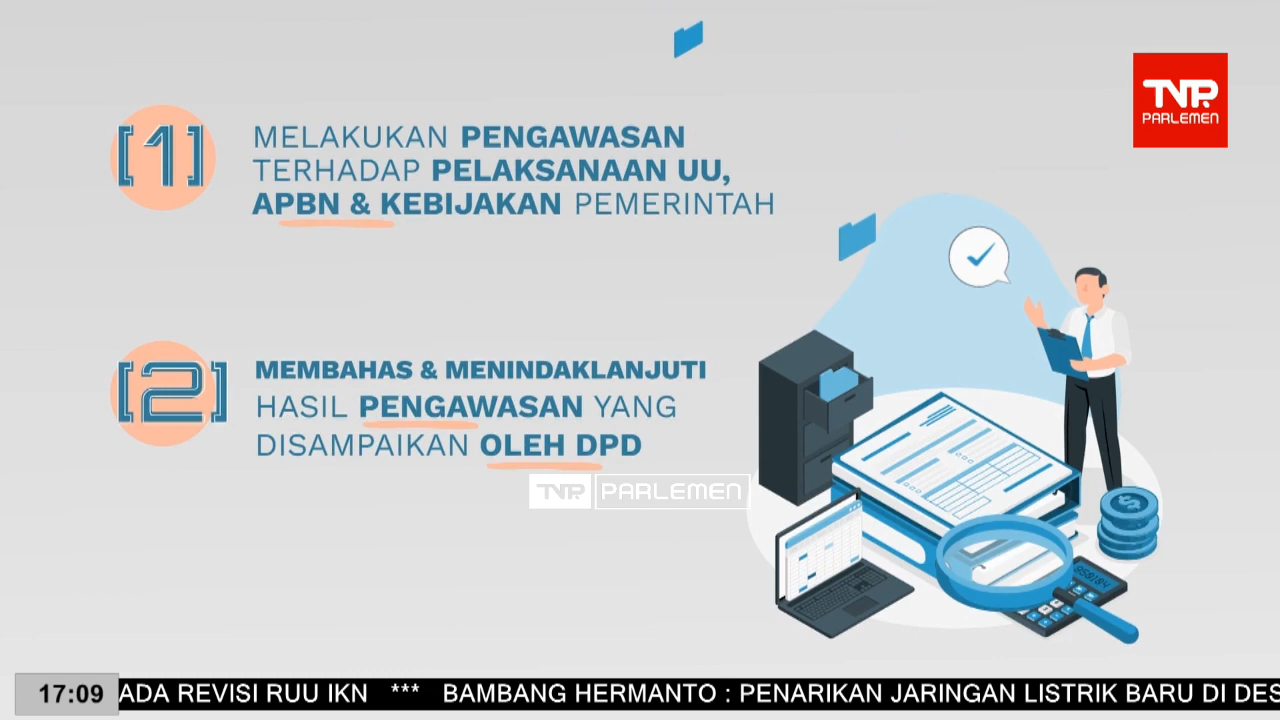 TVR
PARLEMEN
[1]
MELAKUKAN PENGAWASAN
TERHADAP PELAKSANAAN UU,
APBN & KEBIJAKAN PEMERINTAH
[2]
MEMBAHAS & MENINDAKLANJUTI
HASIL PENGAWASAN YANG
DISAMPAIKAN OLEH DPD
TVR PARLEMEN
17:09 ADA REVISI RUU IKN *** BAMBANG HERMANTO : PENARIKAN JARINGAN LISTRIK BARU DI DES